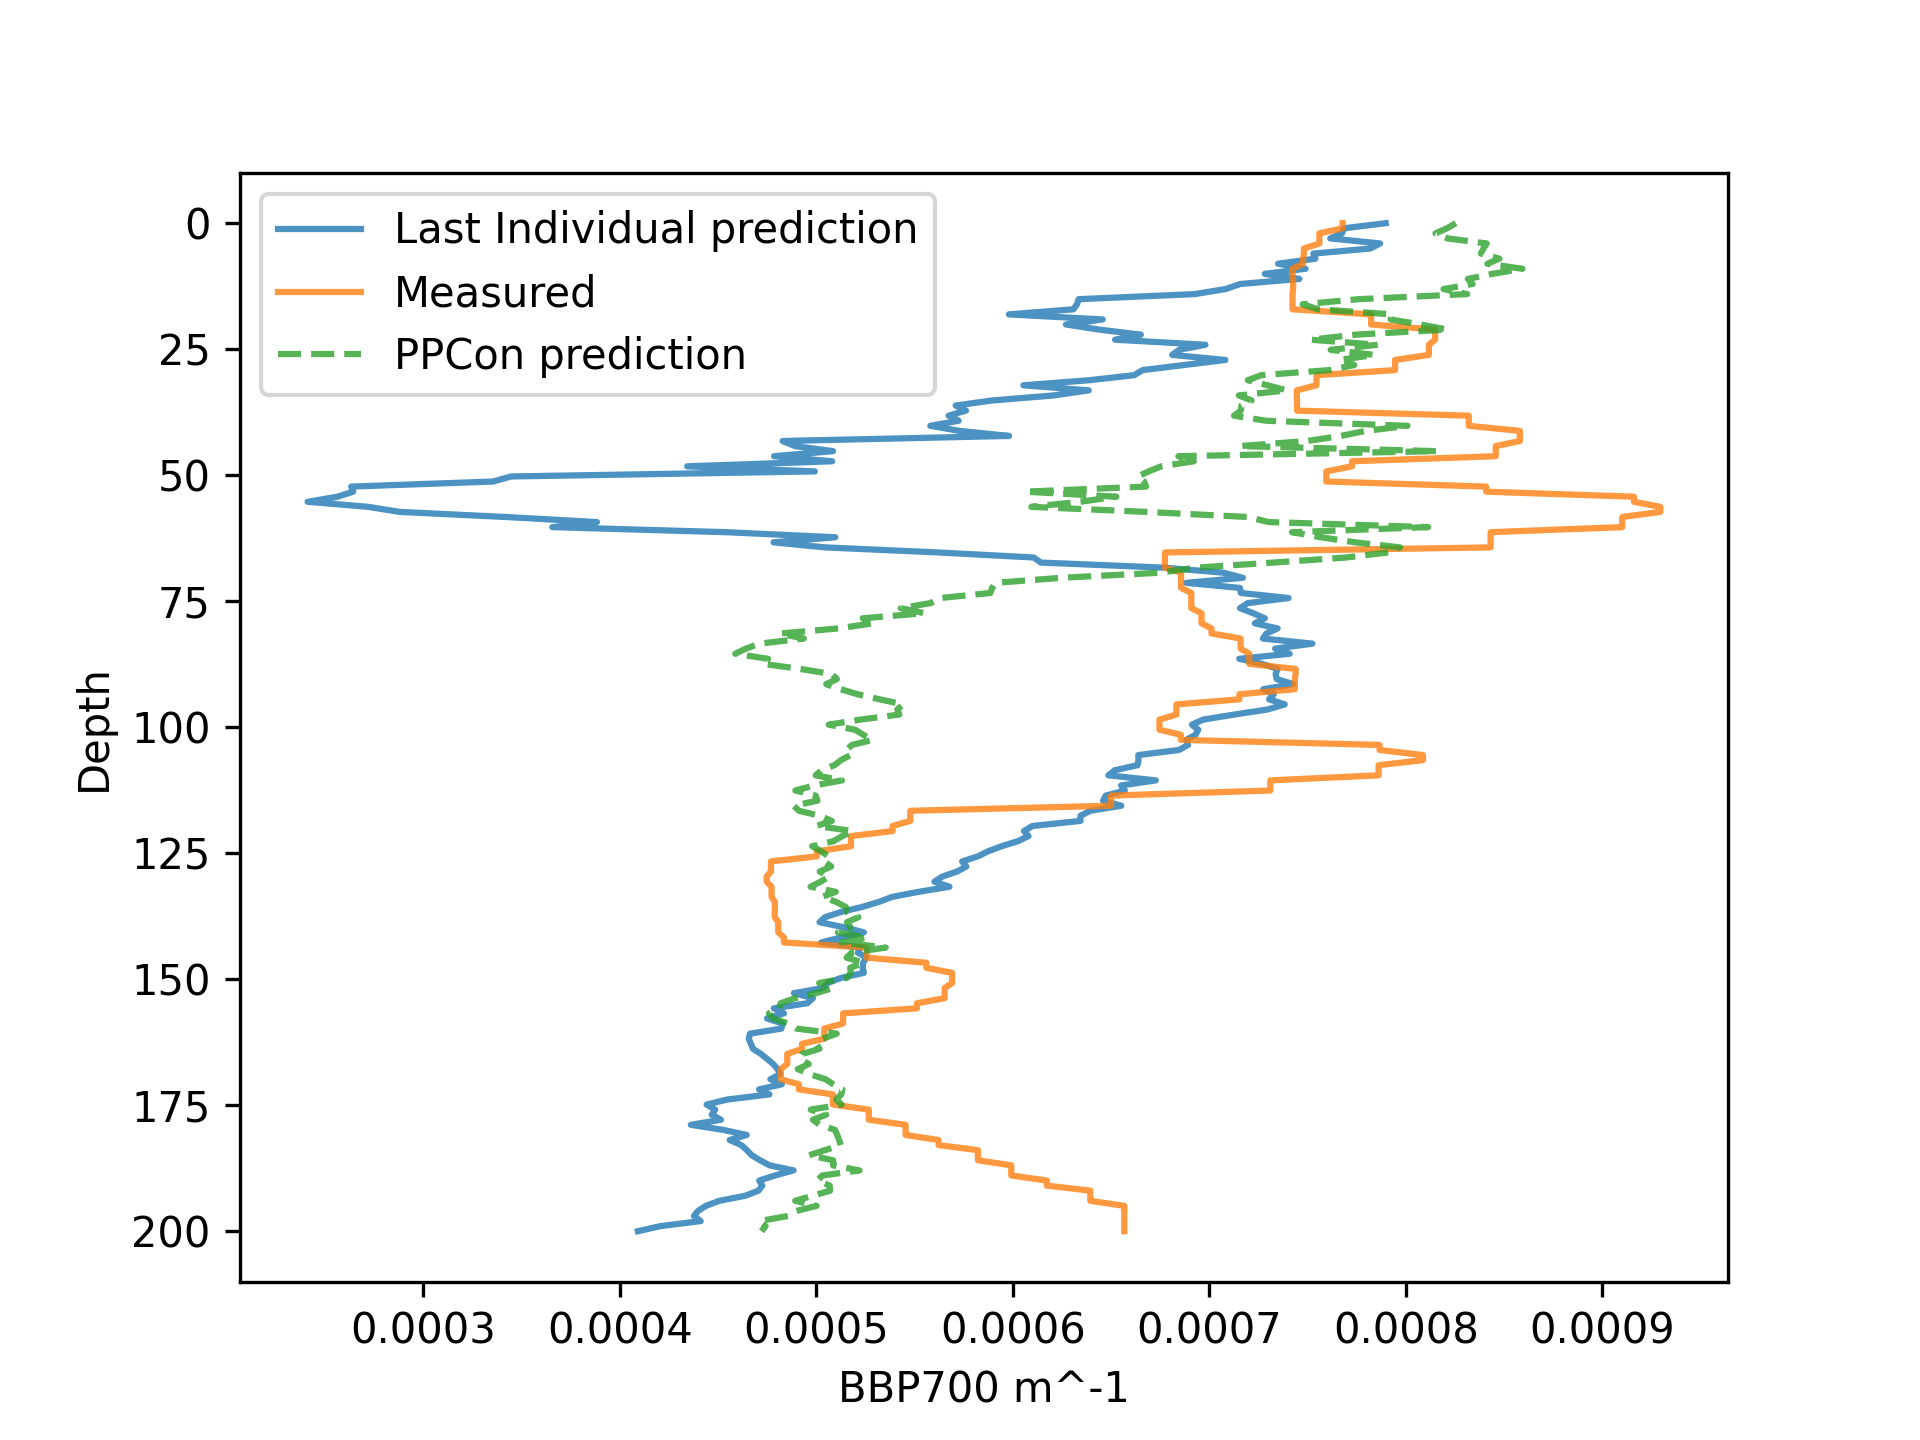 Last Individual prediction
Measured
PPCon prediction
0
25
50
75
100
125
150
175
200
Depth
0.0003 0.0004 0.0005 0.0006 0.0007 0.0008 0.0009
BBP700 m^-1